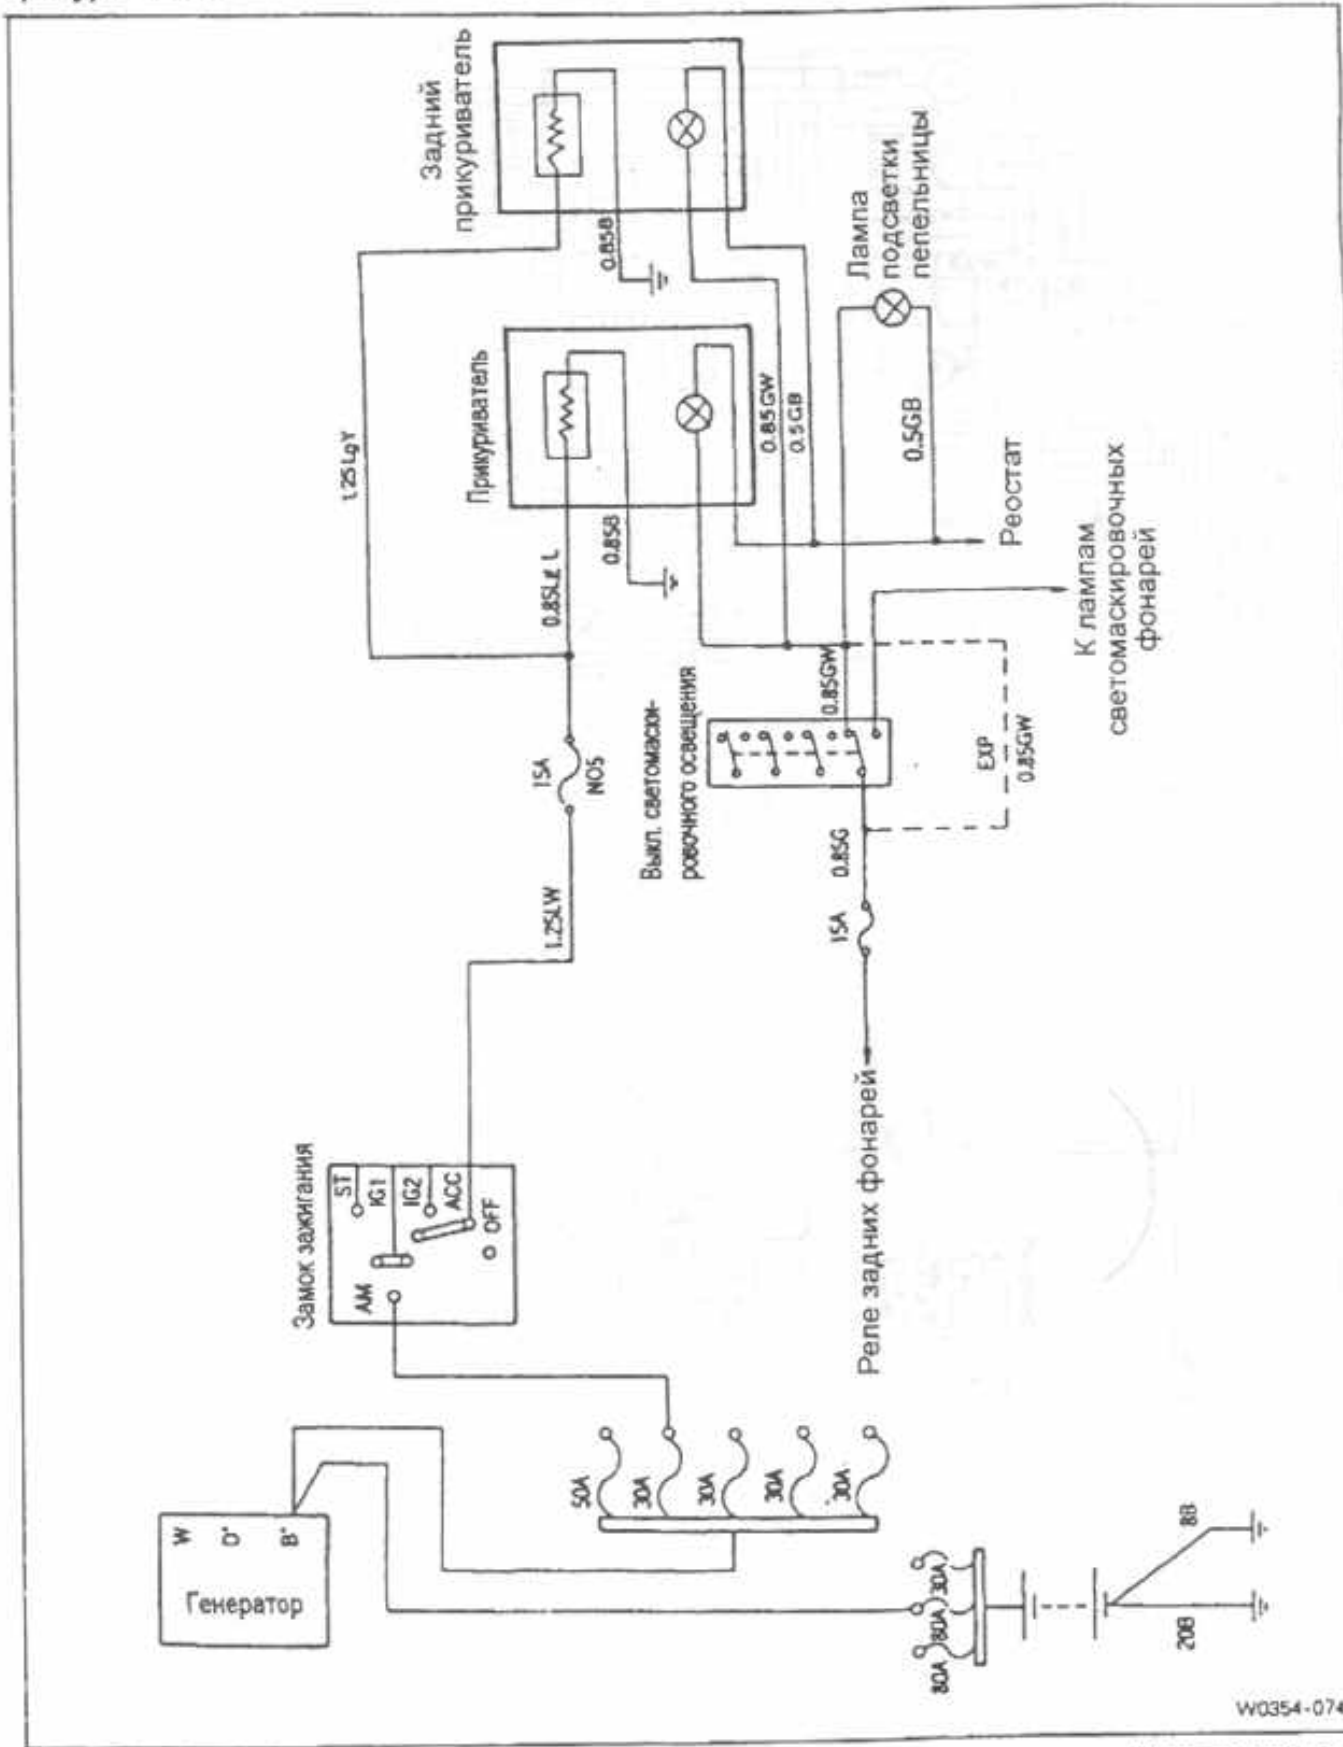 Задний
прикуриватель
1.25LgY
0.85B
Лампа
подсветки
пепельницы
Прикуриватель
0.85GW
0.5GB
0.5GB
0.85B
Реостат
К лампам
светомаскировочных
фонарей
0.85GW
15A
NO5
Выкл. светомаски-
ровочного освещения
EXP
0.85GW
0.85G
1.25LW
15A
Замок зажигания
ST
IG1
IG2
ACC
OFF
AM
Реле задних фонарей
W
D+
B+
Генератор
50A
30A
30A
30A
30A
80A
80A
30A
8B
20B
W0354-074